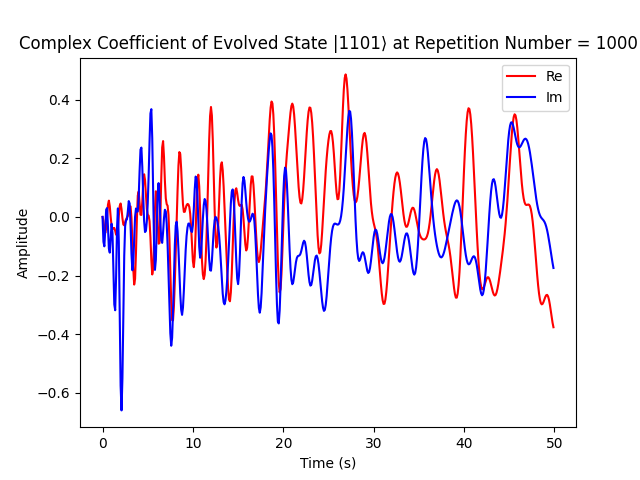 Complex Coefficient of Evolved State |1101⟩ at Repetition Number = 1000
Re
Im
Amplitude
0.4
0.2
0.0
−0.2
−0.4
−0.6
0 10 20 30 40 50
Time (s)